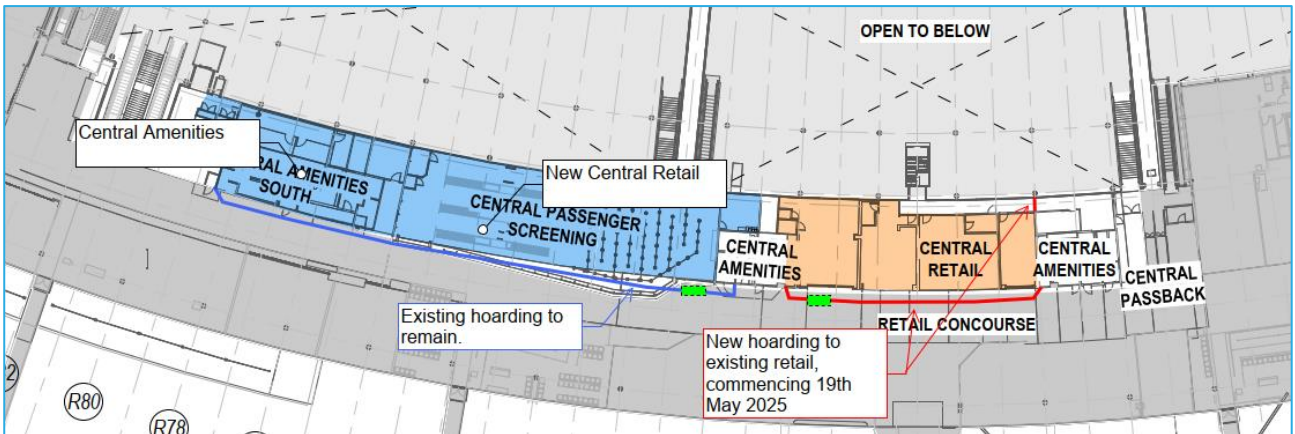 OPEN TO BELOW
Central Amenities
New Central Retail
RAL AMENITIES
SOUTH
CENTRAL PASSENGER
SCREENING
CENTRAL
AMENITIES
CENTRAL
RETAIL
CENTRAL
AMENITIES
CENTRAL
PASSBACK
Existing hoarding to
remain.
RETAIL CONCOURSE
New hoarding to
existing retail,
commencing 19th
May 2025
R80
R78